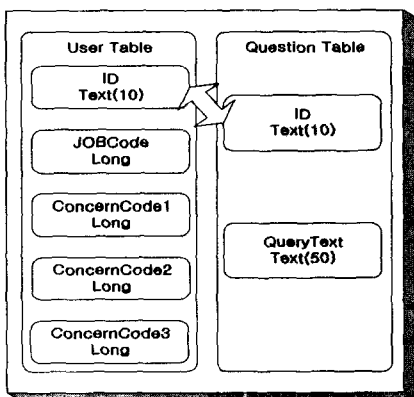 User Table
ID
Text(10)
JOBCode
Long
ConcernCode1
Long
ConcernCode2
Long
ConcernCode3
Long
Question Table
ID
Text(10)
QueryText
Text(50)